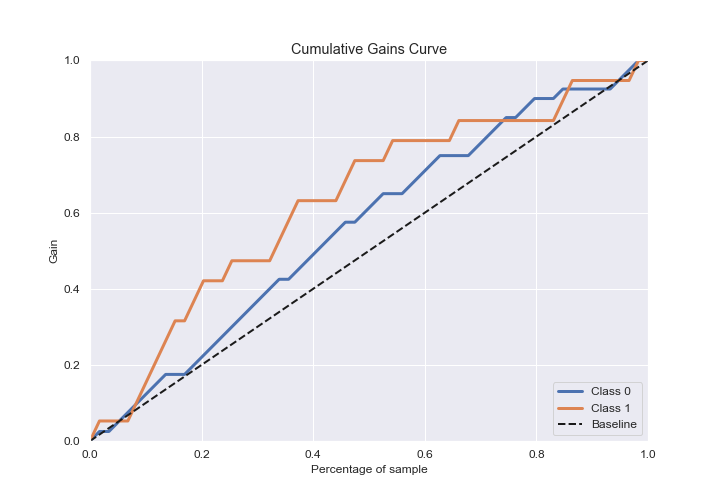 Cumulative Gains Curve
1.0
0.8
0.6
0.4
0.2
0.0
Gain
0.0 0.2 0.4 0.6 0.8 1.0
Percentage of sample
Class 0
Class 1
Baseline